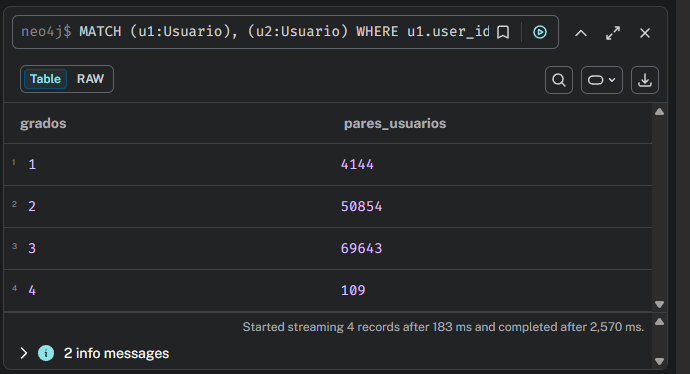 neo4j$ MATCH (u1:Usuario), (u2:Usuario) WHERE u1.user_id
Table RAW
grados pares_usuarios
1 1 4144
2 2 50854
3 3 69643
4 4 109
Started streaming 4 records after 183 ms and completed after 2,570 ms.
i 2 info messages